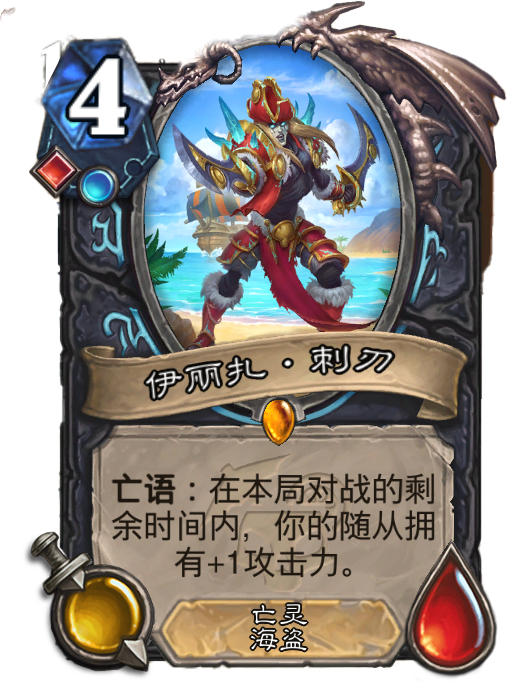 4
伊丽扎·刺刃
亡语：在本局对战的剩
余时间内，你的随从拥
有+1攻击力。
亡灵
海盗